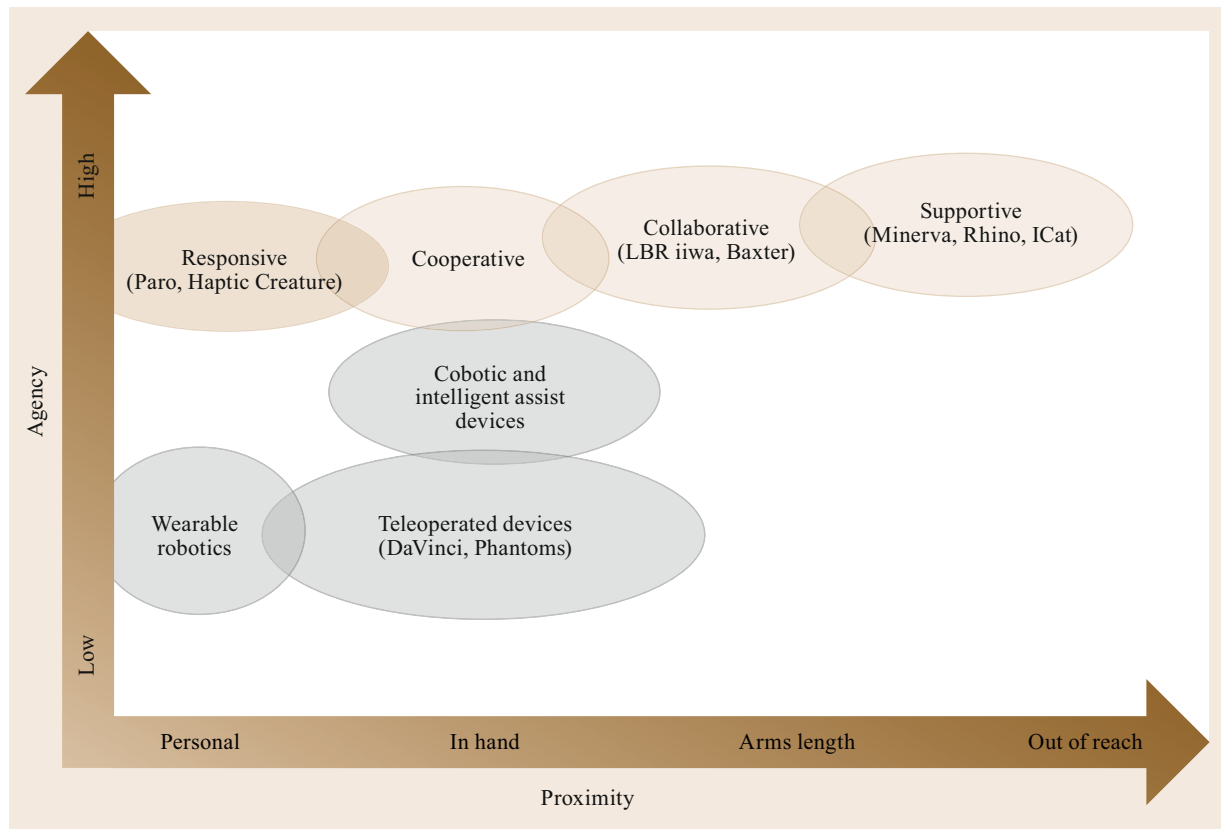 High
Supportive
(Minerva, Rhino, ICat)
Collaborative
(LBR iiwa, Baxter)
Cooperative
Responsive
(Paro, Haptic Creature)
Cobotic and
intelligent assist
devices
Agency
Wearable
robotics
Teleoperated devices
(DaVinci, Phantoms)
Low
Personal
In hand
Arms length
Out of reach
Proximity